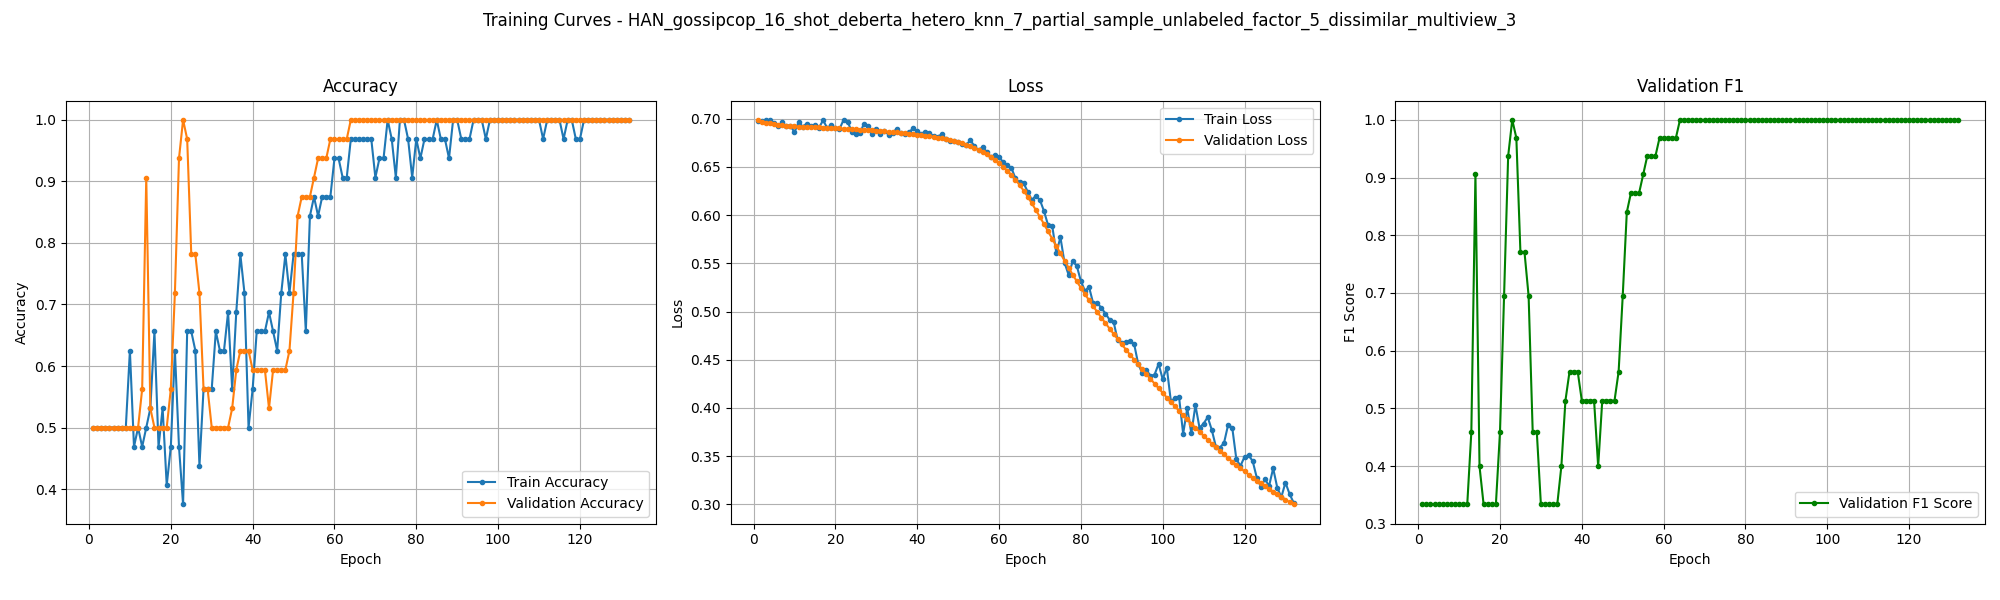 Training Curves - HAN_gossipcop_16_shot_deberta_hetero_knn_7_partial_sample_unlabeled_factor_5_dissimilar_multiview_3
Accuracy
1.0
0.9
0.8
0.7
0.6
0.5
0.4
Accuracy
0 20 40 60 80 100 120
Epoch
Train Accuracy
Validation Accuracy
Loss
0.70
0.65
0.60
0.55
0.50
0.45
0.40
0.35
0.30
Loss
0 20 40 60 80 100 120
Epoch
Train Loss
Validation Loss
Validation F1
1.0
0.9
0.8
0.7
0.6
0.5
0.4
0.3
F1 Score
0 20 40 60 80 100 120
Epoch
Validation F1 Score